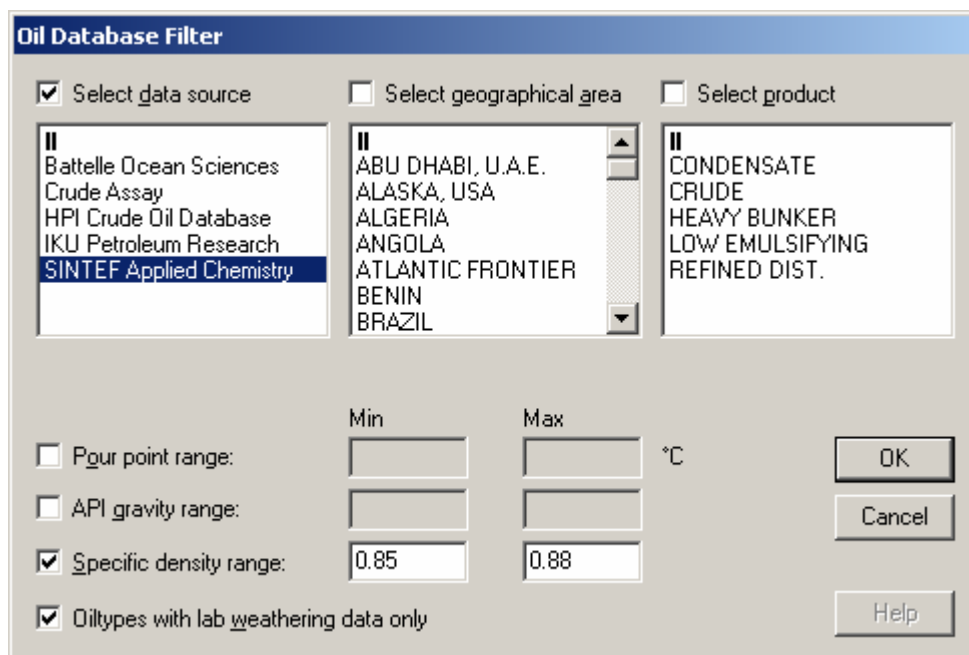 Oil Database Filter
Select data source
Select geographical area
Select product
||
Battelle Ocean Sciences
Crude Assay
HPI Crude Oil Database
IKU Petroleum Research
SINTEF Applied Chemistry
||
ABU DHABI, U.A.E.
ALASKA, USA
ALGERIA
ANGOLA
ATLANTIC FRONTIER
BENIN
BRAZIL
||
CONDENSATE
CRUDE
HEAVY BUNKER
LOW EMULSIFYING
REFINED DIST.
Min Max
Pour point range: °C
API gravity range:
Specific density range: 0.85 0.88
Oiltypes with lab weathering data only
OK
Cancel
Help